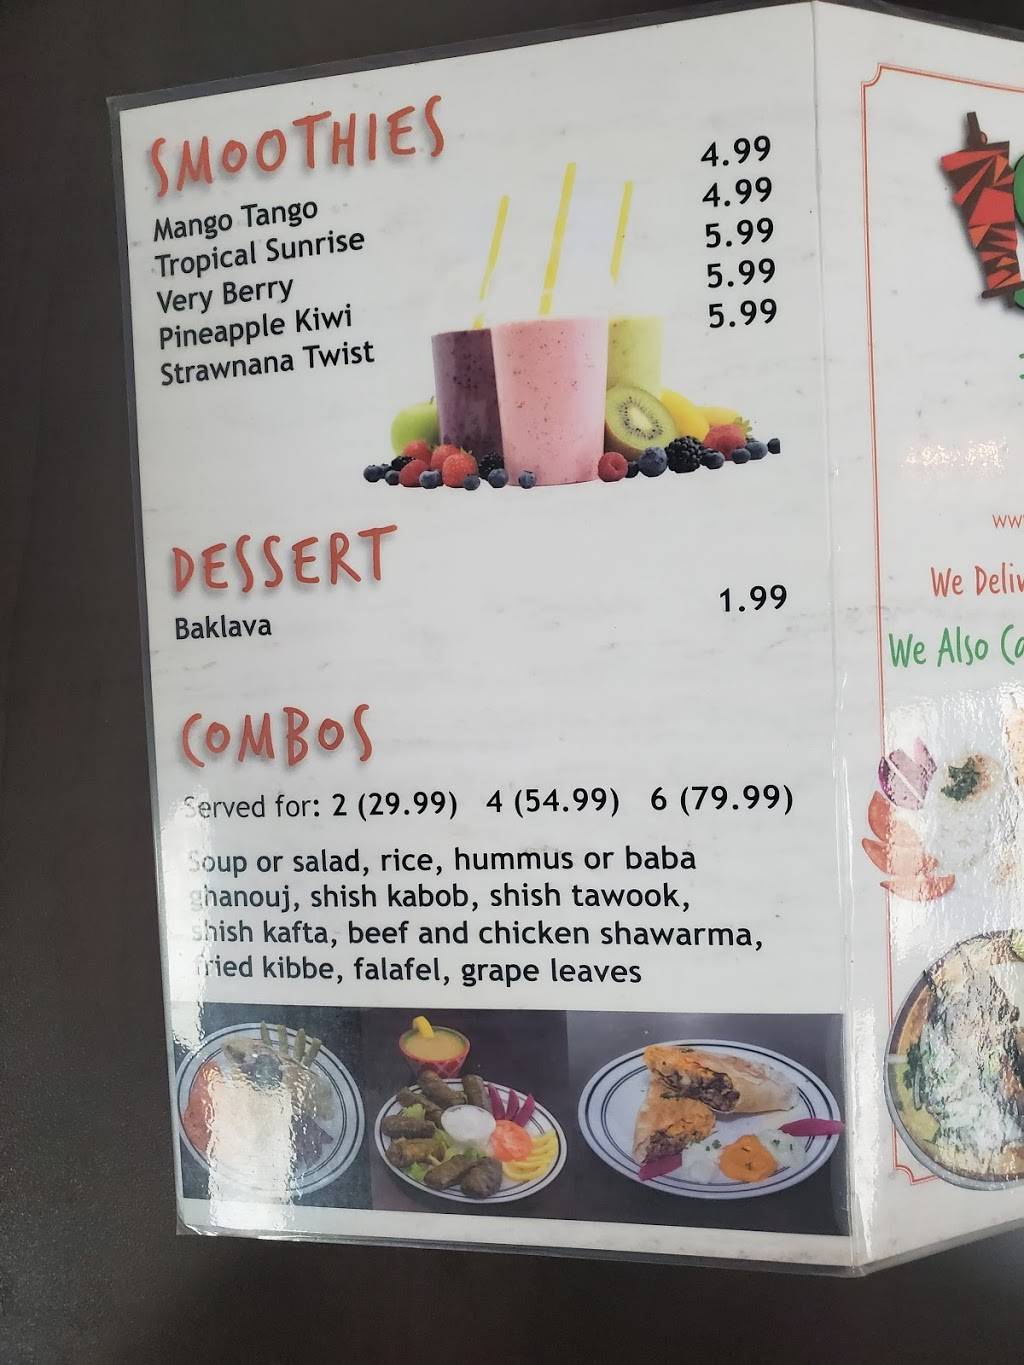 SMOOTHIES
Mango Tango 4.99
Tropical Sunrise 4.99
Very Berry 5.99
Pineapple Kiwi 5.99
Strawnana Twist 5.99
DESSERT
Baklava 1.99
COMBOS
Served for: 2 (29.99) 4 (54.99) 6 (79.99)
Soup or salad, rice, hummus or baba
ghanouj, shish kabob, shish tawook,
shish kafta, beef and chicken shawarma,
fried kibbe, falafel, grape leaves
We
We Also